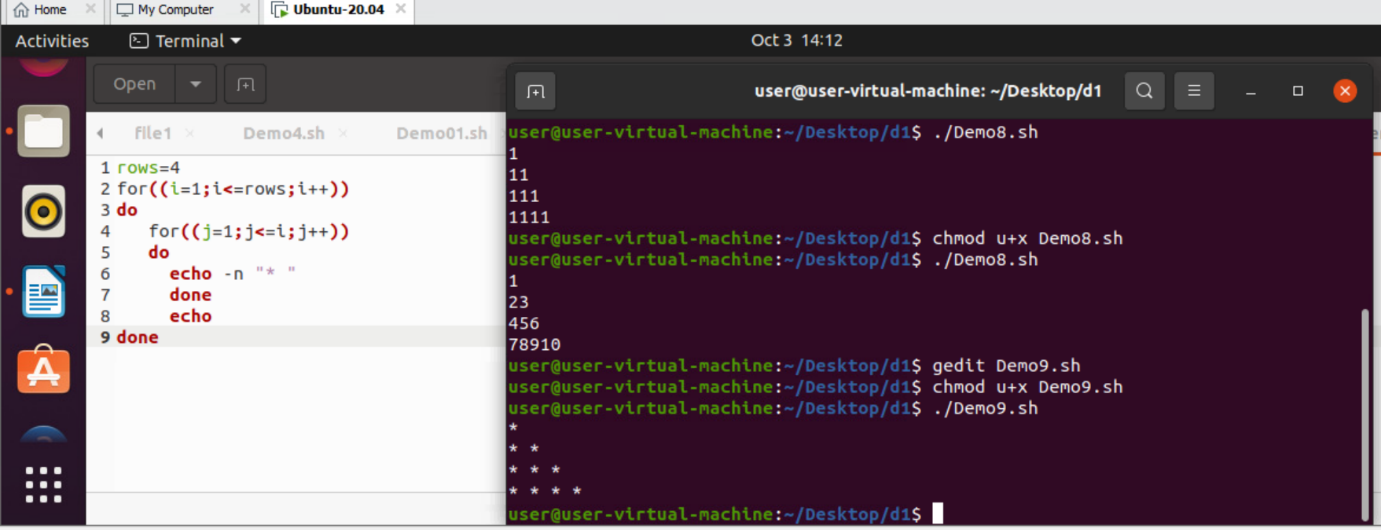 Home × My Computer × Ubuntu-20.04 ×
Activities Terminal Oct 3 14:12
Open
user@user-virtual-machine: ~/Desktop/d1
file1 × Demo4.sh × Demo01.sh
1 rows=4
2 for((i=1;i<=rows;i++))
3 do
4    for((j=1;j<=i;j++))
5    do
6      echo -n "* "
7      done
8      echo
9 done
user@user-virtual-machine:~/Desktop/d1$ ./Demo8.sh
1
11
111
1111
user@user-virtual-machine:~/Desktop/d1$ chmod u+x Demo8.sh
user@user-virtual-machine:~/Desktop/d1$ ./Demo8.sh
1
23
456
78910
user@user-virtual-machine:~/Desktop/d1$ gedit Demo9.sh
user@user-virtual-machine:~/Desktop/d1$ chmod u+x Demo9.sh
user@user-virtual-machine:~/Desktop/d1$ ./Demo9.sh
*
* *
* * *
* * * *
user@user-virtual-machine:~/Desktop/d1$